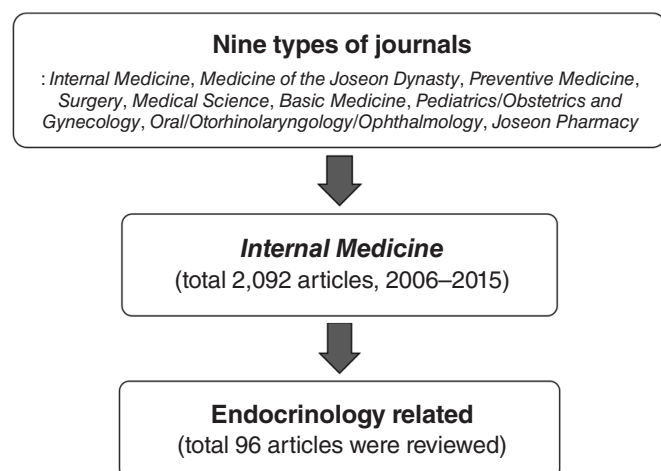 Nine types of journals
: Internal Medicine, Medicine of the Joseon Dynasty, Preventive Medicine,
Surgery, Medical Science, Basic Medicine, Pediatrics/Obstetrics and
Gynecology, Oral/Otorhinolaryngology/Ophthalmology, Joseon Pharmacy
Internal Medicine
(total 2,092 articles, 2006–2015)
Endocrinology related
(total 96 articles were reviewed)